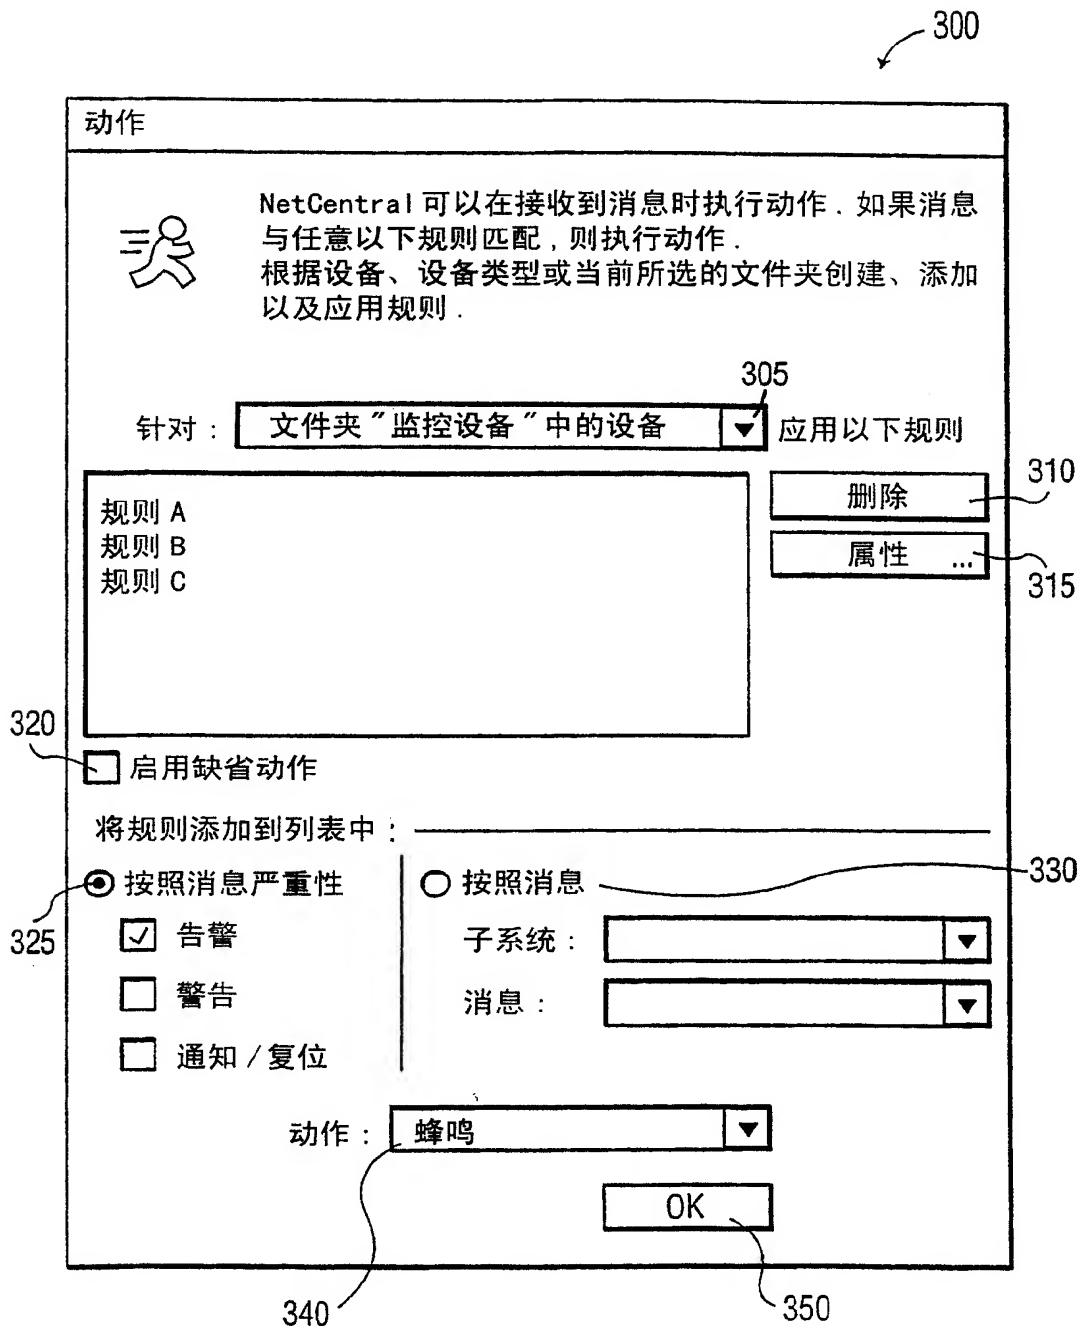 300
动作
NetCentral 可以在接收到消息时执行动作 . 如果消息
与任意以下规则匹配 , 则执行动作 .
根据设备、设备类型或当前所选的文件夹创建、添加
以及应用规则 .
305
针对 : 文件夹 " 监控设备 " 中的设备 应用以下规则
规则 A
规则 B
规则 C
删除 310
属性 ... 315
320
启用缺省动作
将规则添加到列表中 :
按照消息严重性
325
告警
警告
通知 / 复位
按照消息 330
子系统 :
消息 :
动作 : 蜂鸣
OK
340
350